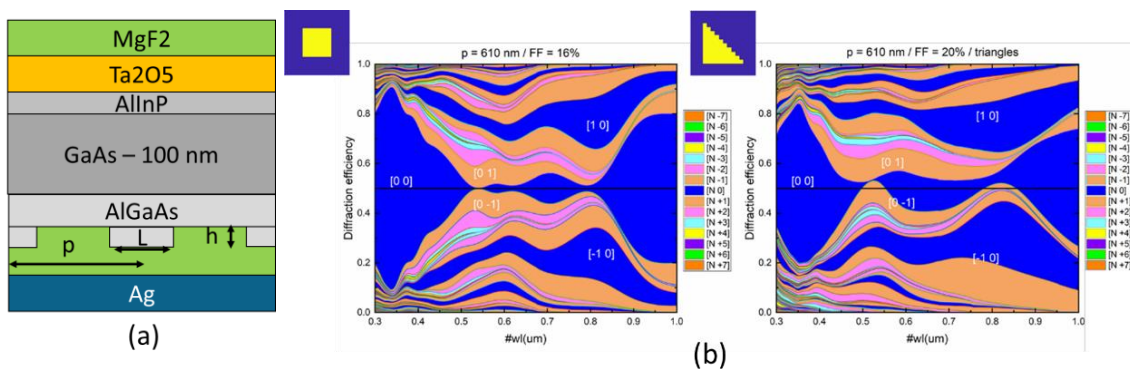 MgF2
Ta2O5
AlInP
GaAs – 100 nm
AlGaAs
L
h
p
Ag
(a)
p = 610 nm / FF = 16%
Diffraction efficiency
1.0
0.8
0.6
0.4
0.2
0.0
[1 0]
[0 1]
[0 0]
[0 -1]
[-1 0]
0.3 0.4 0.5 0.6 0.7 0.8 0.9 1.0
#wl(um)
[N -7]
[N -6]
[N -5]
[N -4]
[N -3]
[N -2]
[N -1]
[N 0]
[N +1]
[N +2]
[N +3]
[N +4]
[N +5]
[N +6]
[N +7]
p = 610 nm / FF = 20% / triangles
Diffraction efficiency
1.0
0.8
0.6
0.4
0.2
0.0
[1 0]
[0 1]
[0 0]
[0 -1]
[-1 0]
0.3 0.4 0.5 0.6 0.7 0.8 0.9 1.0
#wl(um)
[N -7]
[N -6]
[N -5]
[N -4]
[N -3]
[N -2]
[N -1]
[N 0]
[N +1]
[N +2]
[N +3]
[N +4]
[N +5]
[N +6]
[N +7]
(b)